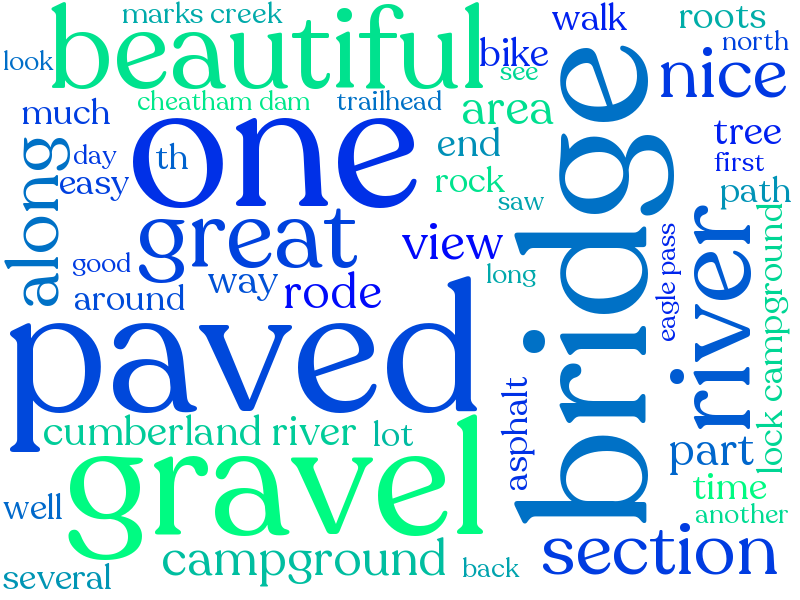 marks creek
walk
roots
look
beautiful
bike
north
see
nice
much
cheatham dam
trailhead
area
one
tree
day
th
end
first
easy
along
rock
path
great
saw
bridge
view
good
way
long
eagle pass
river
around
rode
paved
asphalt
lock campground
cumberland river
lot
part
gravel
time
well
another
campground
back
section
several